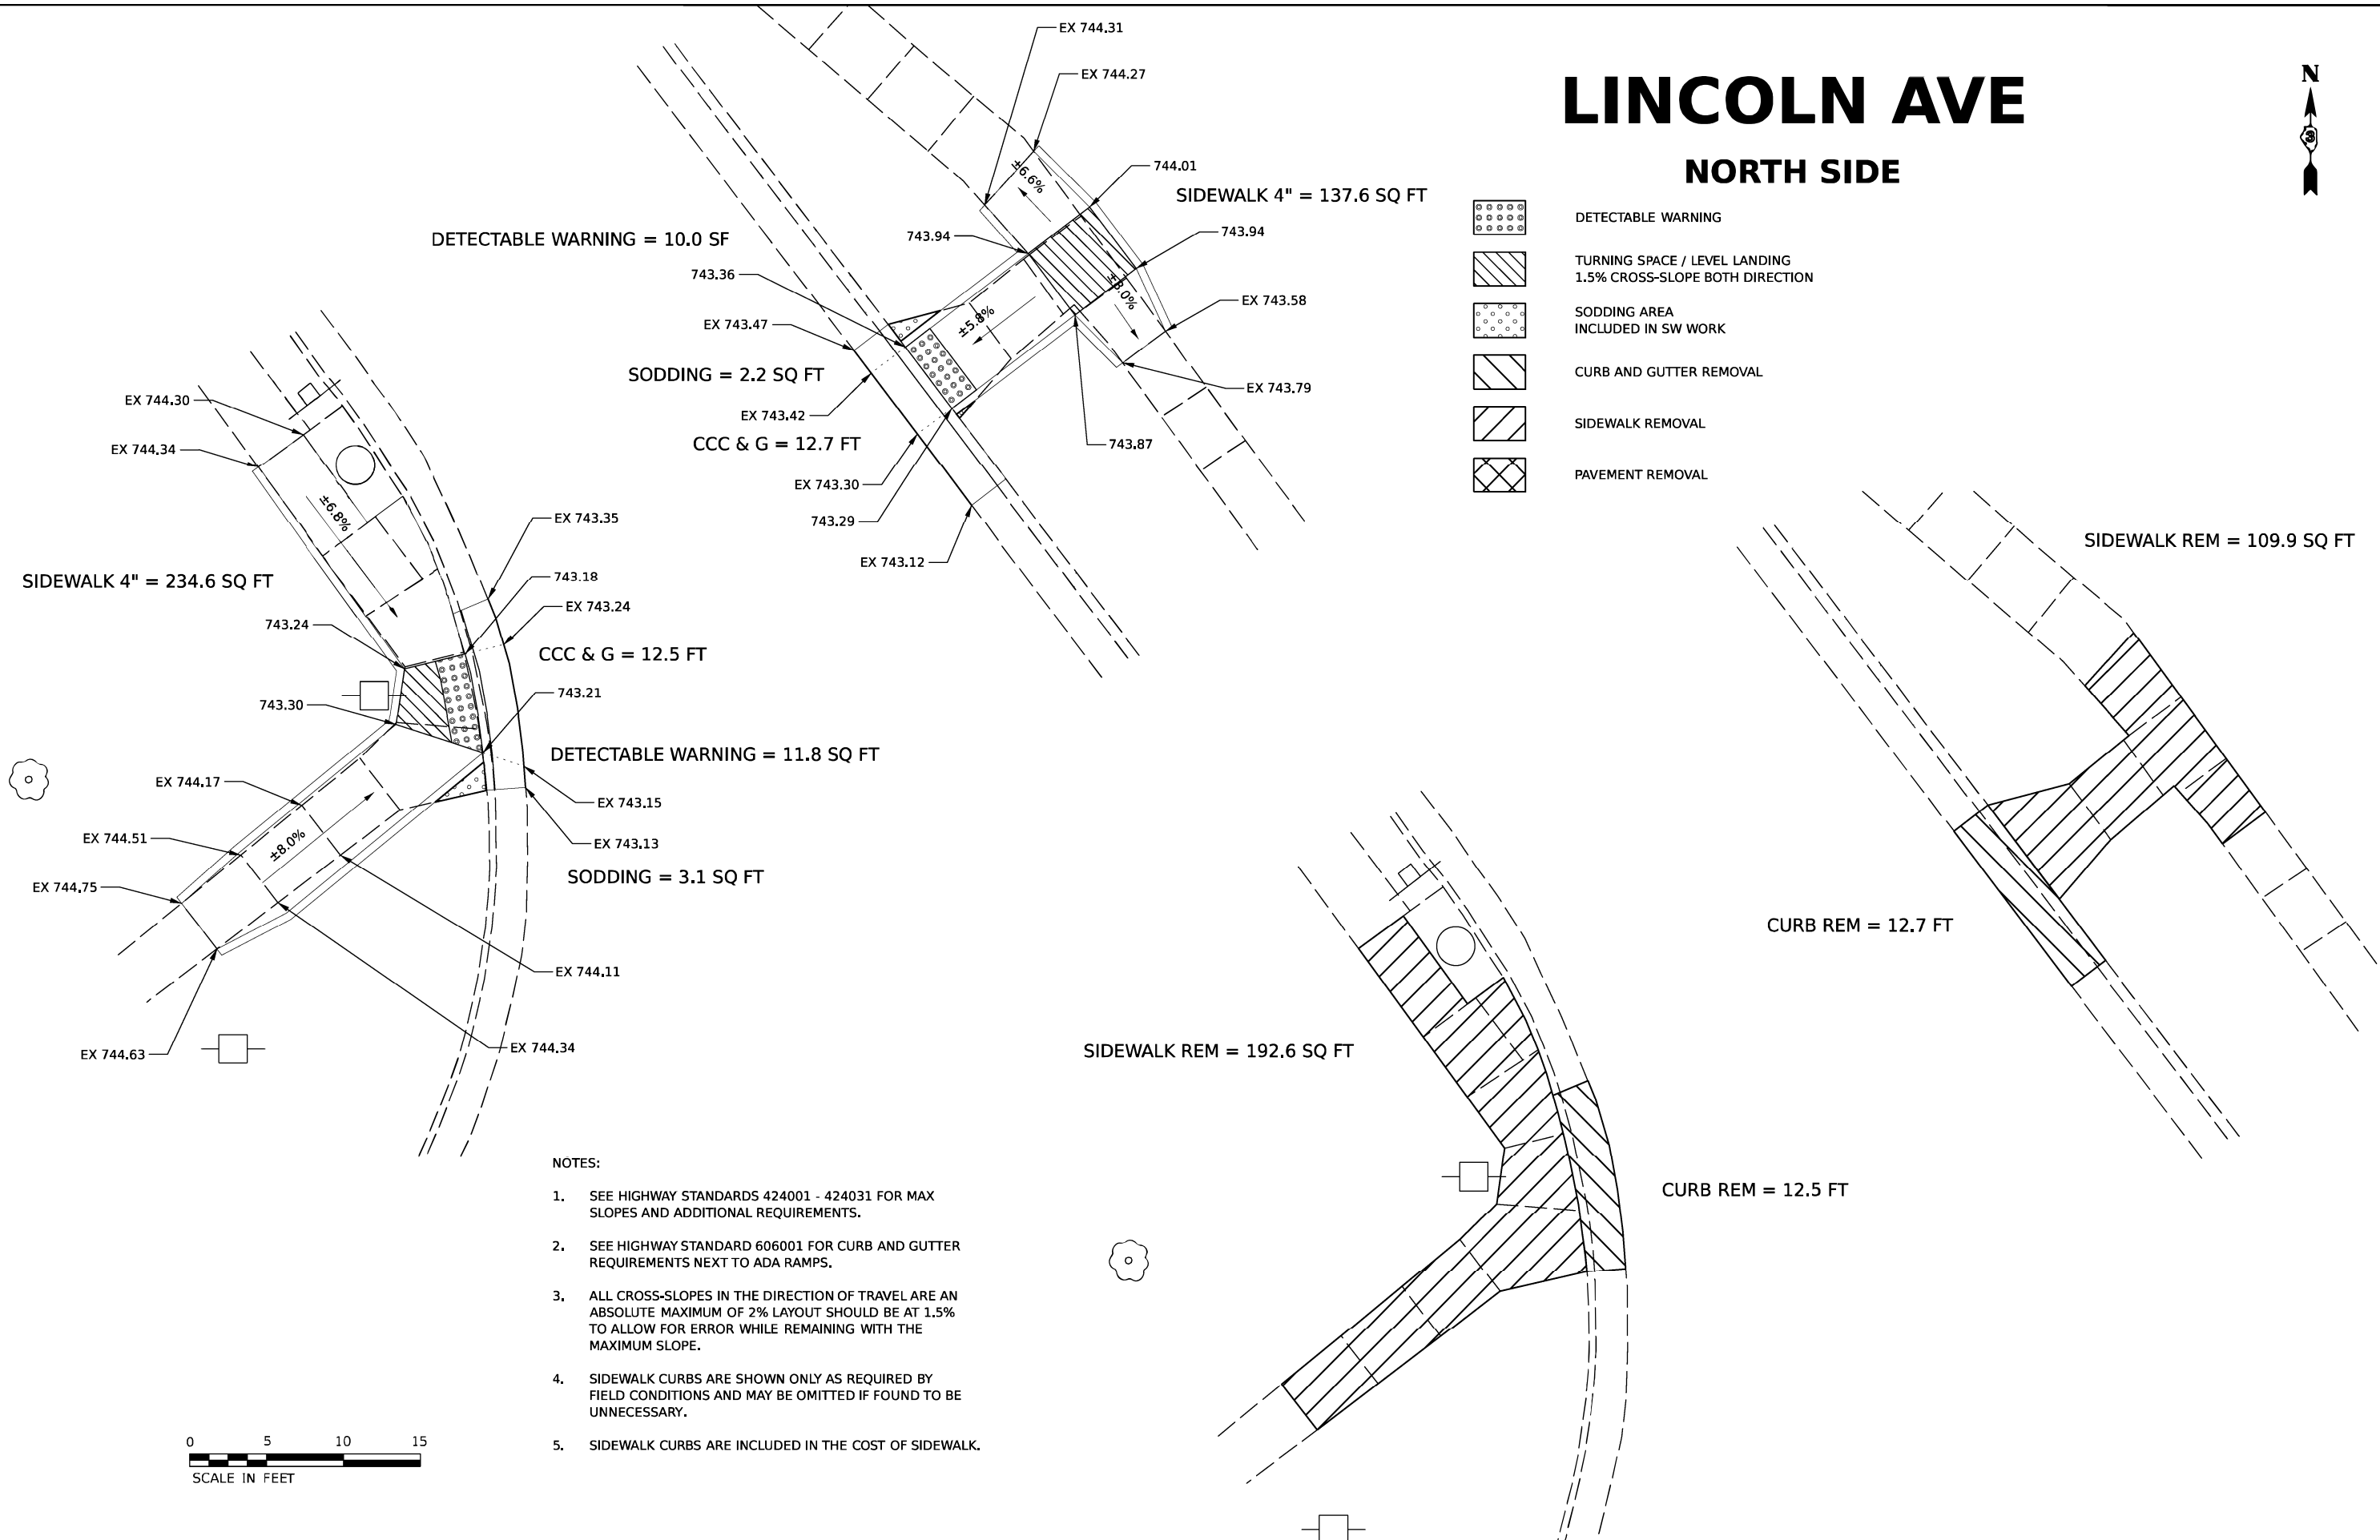 LINCOLN AVE
NORTH SIDE
N
3
DETECTABLE WARNING
TURNING SPACE / LEVEL LANDING
1.5% CROSS-SLOPE BOTH DIRECTION
SODDING AREA
INCLUDED IN SW WORK
CURB AND GUTTER REMOVAL
SIDEWALK REMOVAL
PAVEMENT REMOVAL
EX 744.31
EX 744.27
744.01
SIDEWALK 4" = 137.6 SQ FT
±6.6%
743.94
743.94
DETECTABLE WARNING = 10.0 SF
743.36
±8.0%
EX 743.58
±5.8%
EX 743.47
SODDING = 2.2 SQ FT
EX 743.79
EX 743.42
CCC & G = 12.7 FT
743.87
EX 743.30
743.29
EX 743.12
EX 744.30
EX 744.34
±6.8%
EX 743.35
SIDEWALK 4" = 234.6 SQ FT
743.18
EX 743.24
743.24
CCC & G = 12.5 FT
743.21
743.30
DETECTABLE WARNING = 11.8 SQ FT
EX 744.17
EX 743.15
EX 744.51
±8.0%
EX 743.13
EX 744.75
SODDING = 3.1 SQ FT
EX 744.11
EX 744.34
EX 744.63
SIDEWALK REM = 109.9 SQ FT
CURB REM = 12.7 FT
SIDEWALK REM = 192.6 SQ FT
CURB REM = 12.5 FT
NOTES:
1. SEE HIGHWAY STANDARDS 424001 - 424031 FOR MAX
SLOPES AND ADDITIONAL REQUIREMENTS.
2. SEE HIGHWAY STANDARD 606001 FOR CURB AND GUTTER
REQUIREMENTS NEXT TO ADA RAMPS.
3. ALL CROSS-SLOPES IN THE DIRECTION OF TRAVEL ARE AN
ABSOLUTE MAXIMUM OF 2% LAYOUT SHOULD BE AT 1.5%
TO ALLOW FOR ERROR WHILE REMAINING WITH THE
MAXIMUM SLOPE.
4. SIDEWALK CURBS ARE SHOWN ONLY AS REQUIRED BY
FIELD CONDITIONS AND MAY BE OMITTED IF FOUND TO BE
UNNECESSARY.
5. SIDEWALK CURBS ARE INCLUDED IN THE COST OF SIDEWALK.
0 5 10 15
SCALE IN FEET